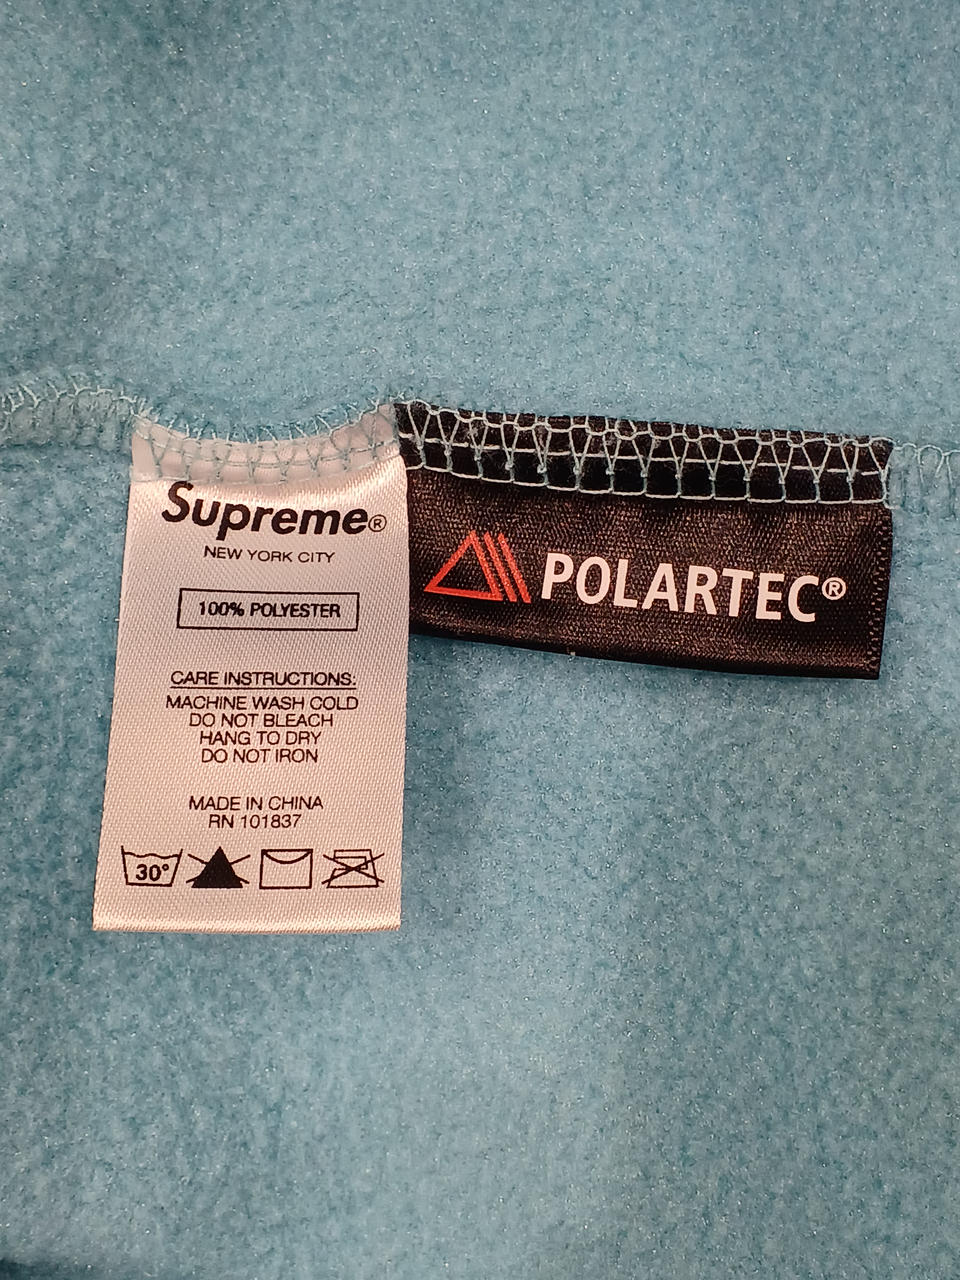 Supreme®
NEW YORK CITY
100% POLYESTER
CARE INSTRUCTIONS:
MACHINE WASH COLD
DO NOT BLEACH
HANG TO DRY
DO NOT IRON
MADE IN CHINA
RN 101837
30°
POLARTEC®